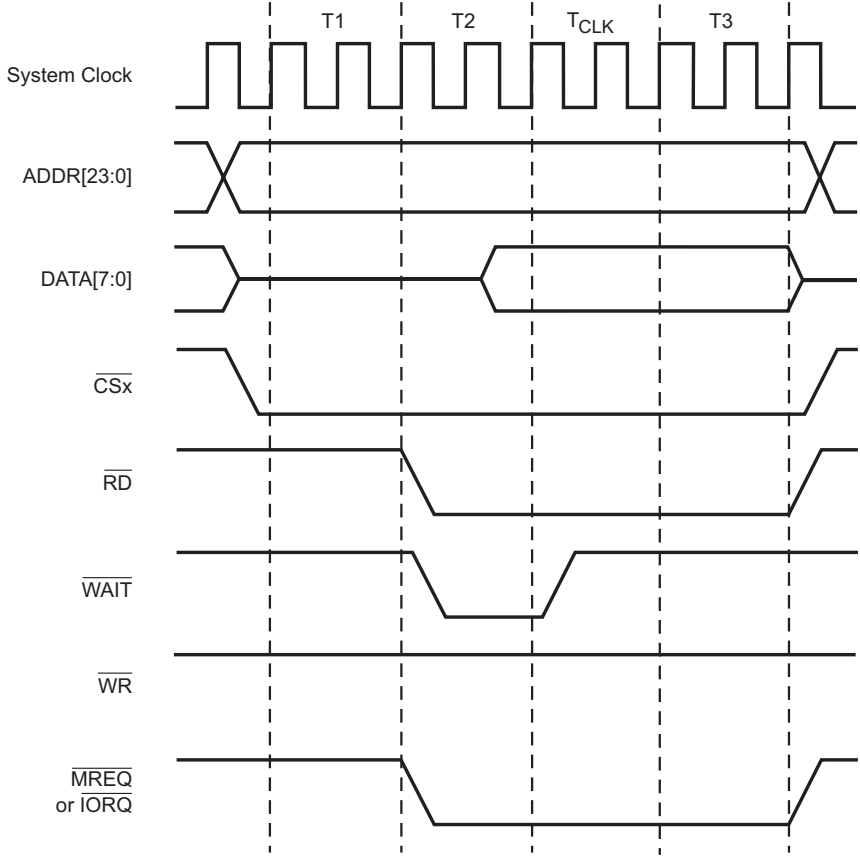 T1 T2 TCLK T3
System Clock
ADDR[23:0]
DATA[7:0]
CSx
RD
WAIT
WR
MREQ
or IORQ